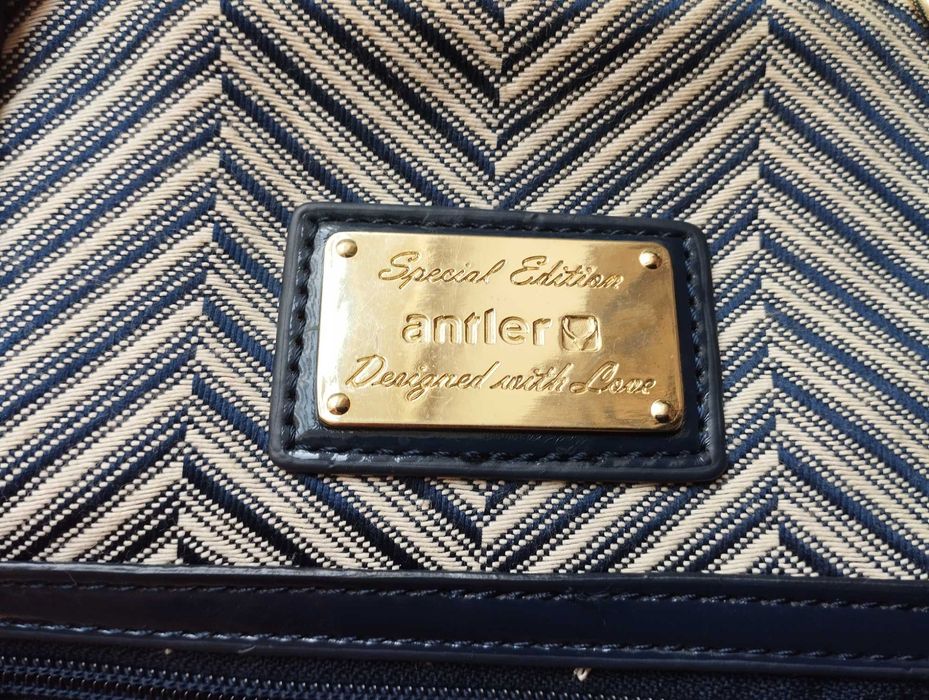 Special Edition
antler
Designed with Love